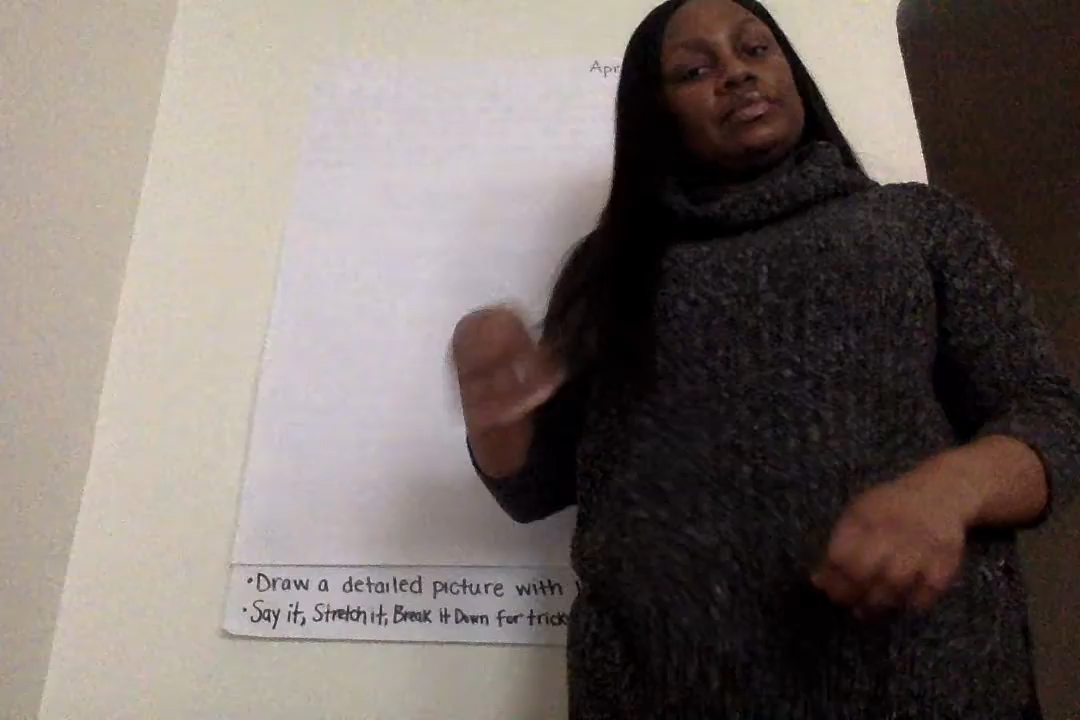 Apr
•Draw a detailed picture with
•Say it, Stretch it, Break It Down for trick